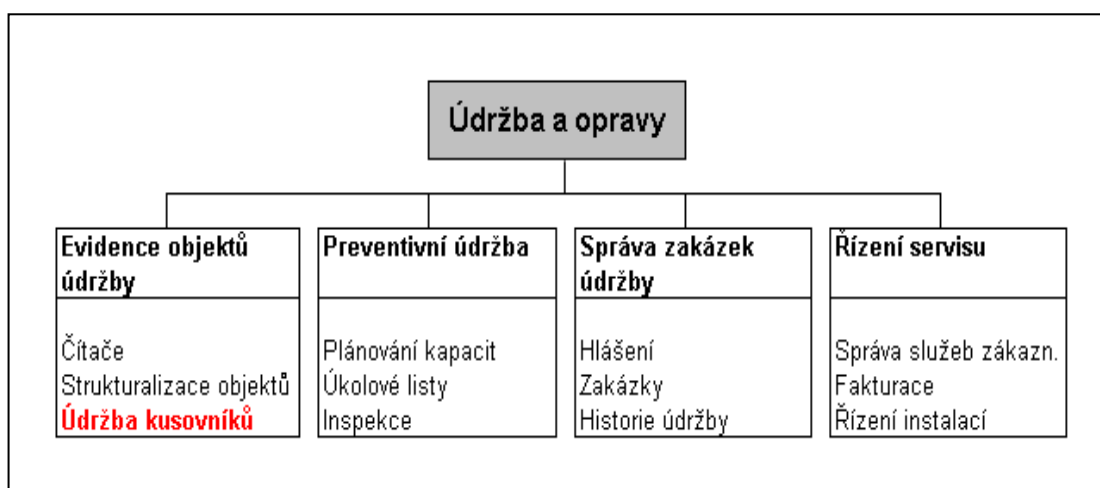 Údržba a opravy
Evidence objektů
údržby
Čítače
Strukturalizace objektů
Údržba kusovníků
Preventivní údržba
Plánování kapacit
Úkolové listy
Inspekce
Správa zakázek
údržby
Hlášení
Zakázky
Historie údržby
Řízení servisu
Správa služeb zákazn.
Fakturace
Řízení instalací